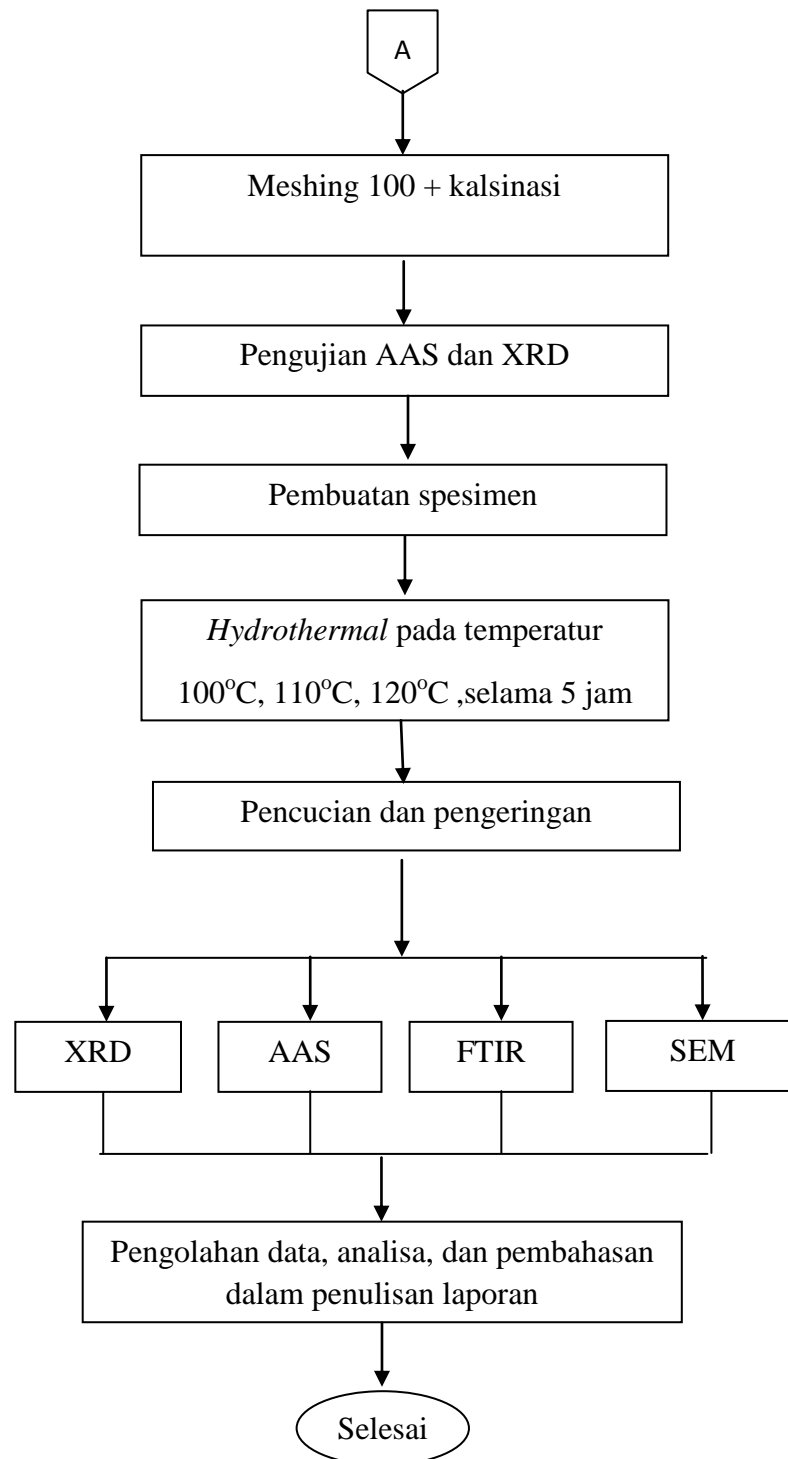 A
Meshing 100 + kalsinasi
Pengujian AAS dan XRD
Pembuatan spesimen
Hydrothermal pada temperatur
100°C, 110°C, 120°C ,selama 5 jam
Pencucian dan pengeringan
XRD
AAS
FTIR
SEM
Pengolahan data, analisa, dan pembahasan
dalam penulisan laporan
Selesai